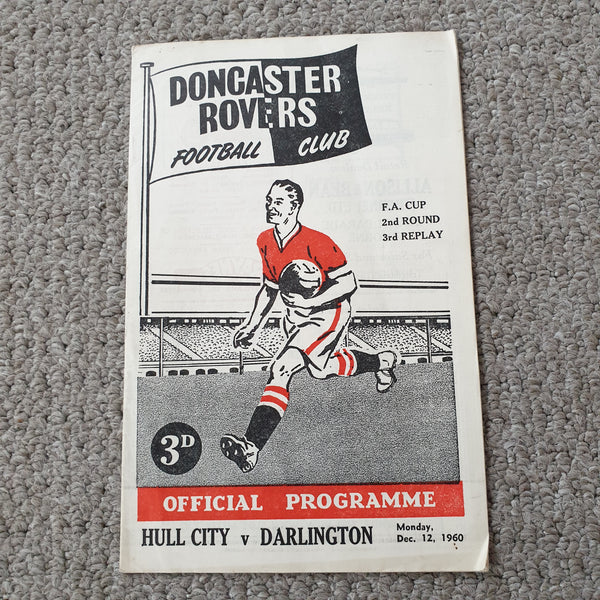 DONCASTER
ROVERS
FOOTBALL CLUB
F.A. CUP
2nd ROUND
3rd REPLAY
3D
OFFICIAL PROGRAMME
HULL CITY v DARLINGTON
Monday,
Dec. 12, 1960